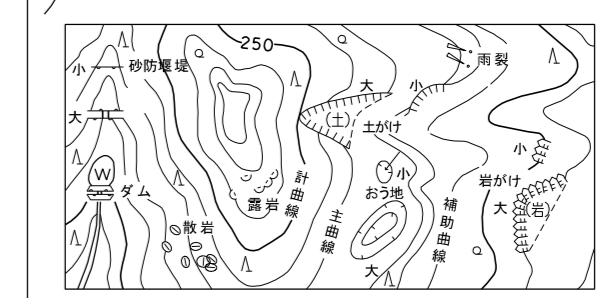 250
小 砂防堰堤
大
W
ダム
散岩
露岩
計曲線
主曲線
大
(土)
小
土がけ
雨裂
小
おう地
大
補助曲線
小
岩がけ
大
(岩)